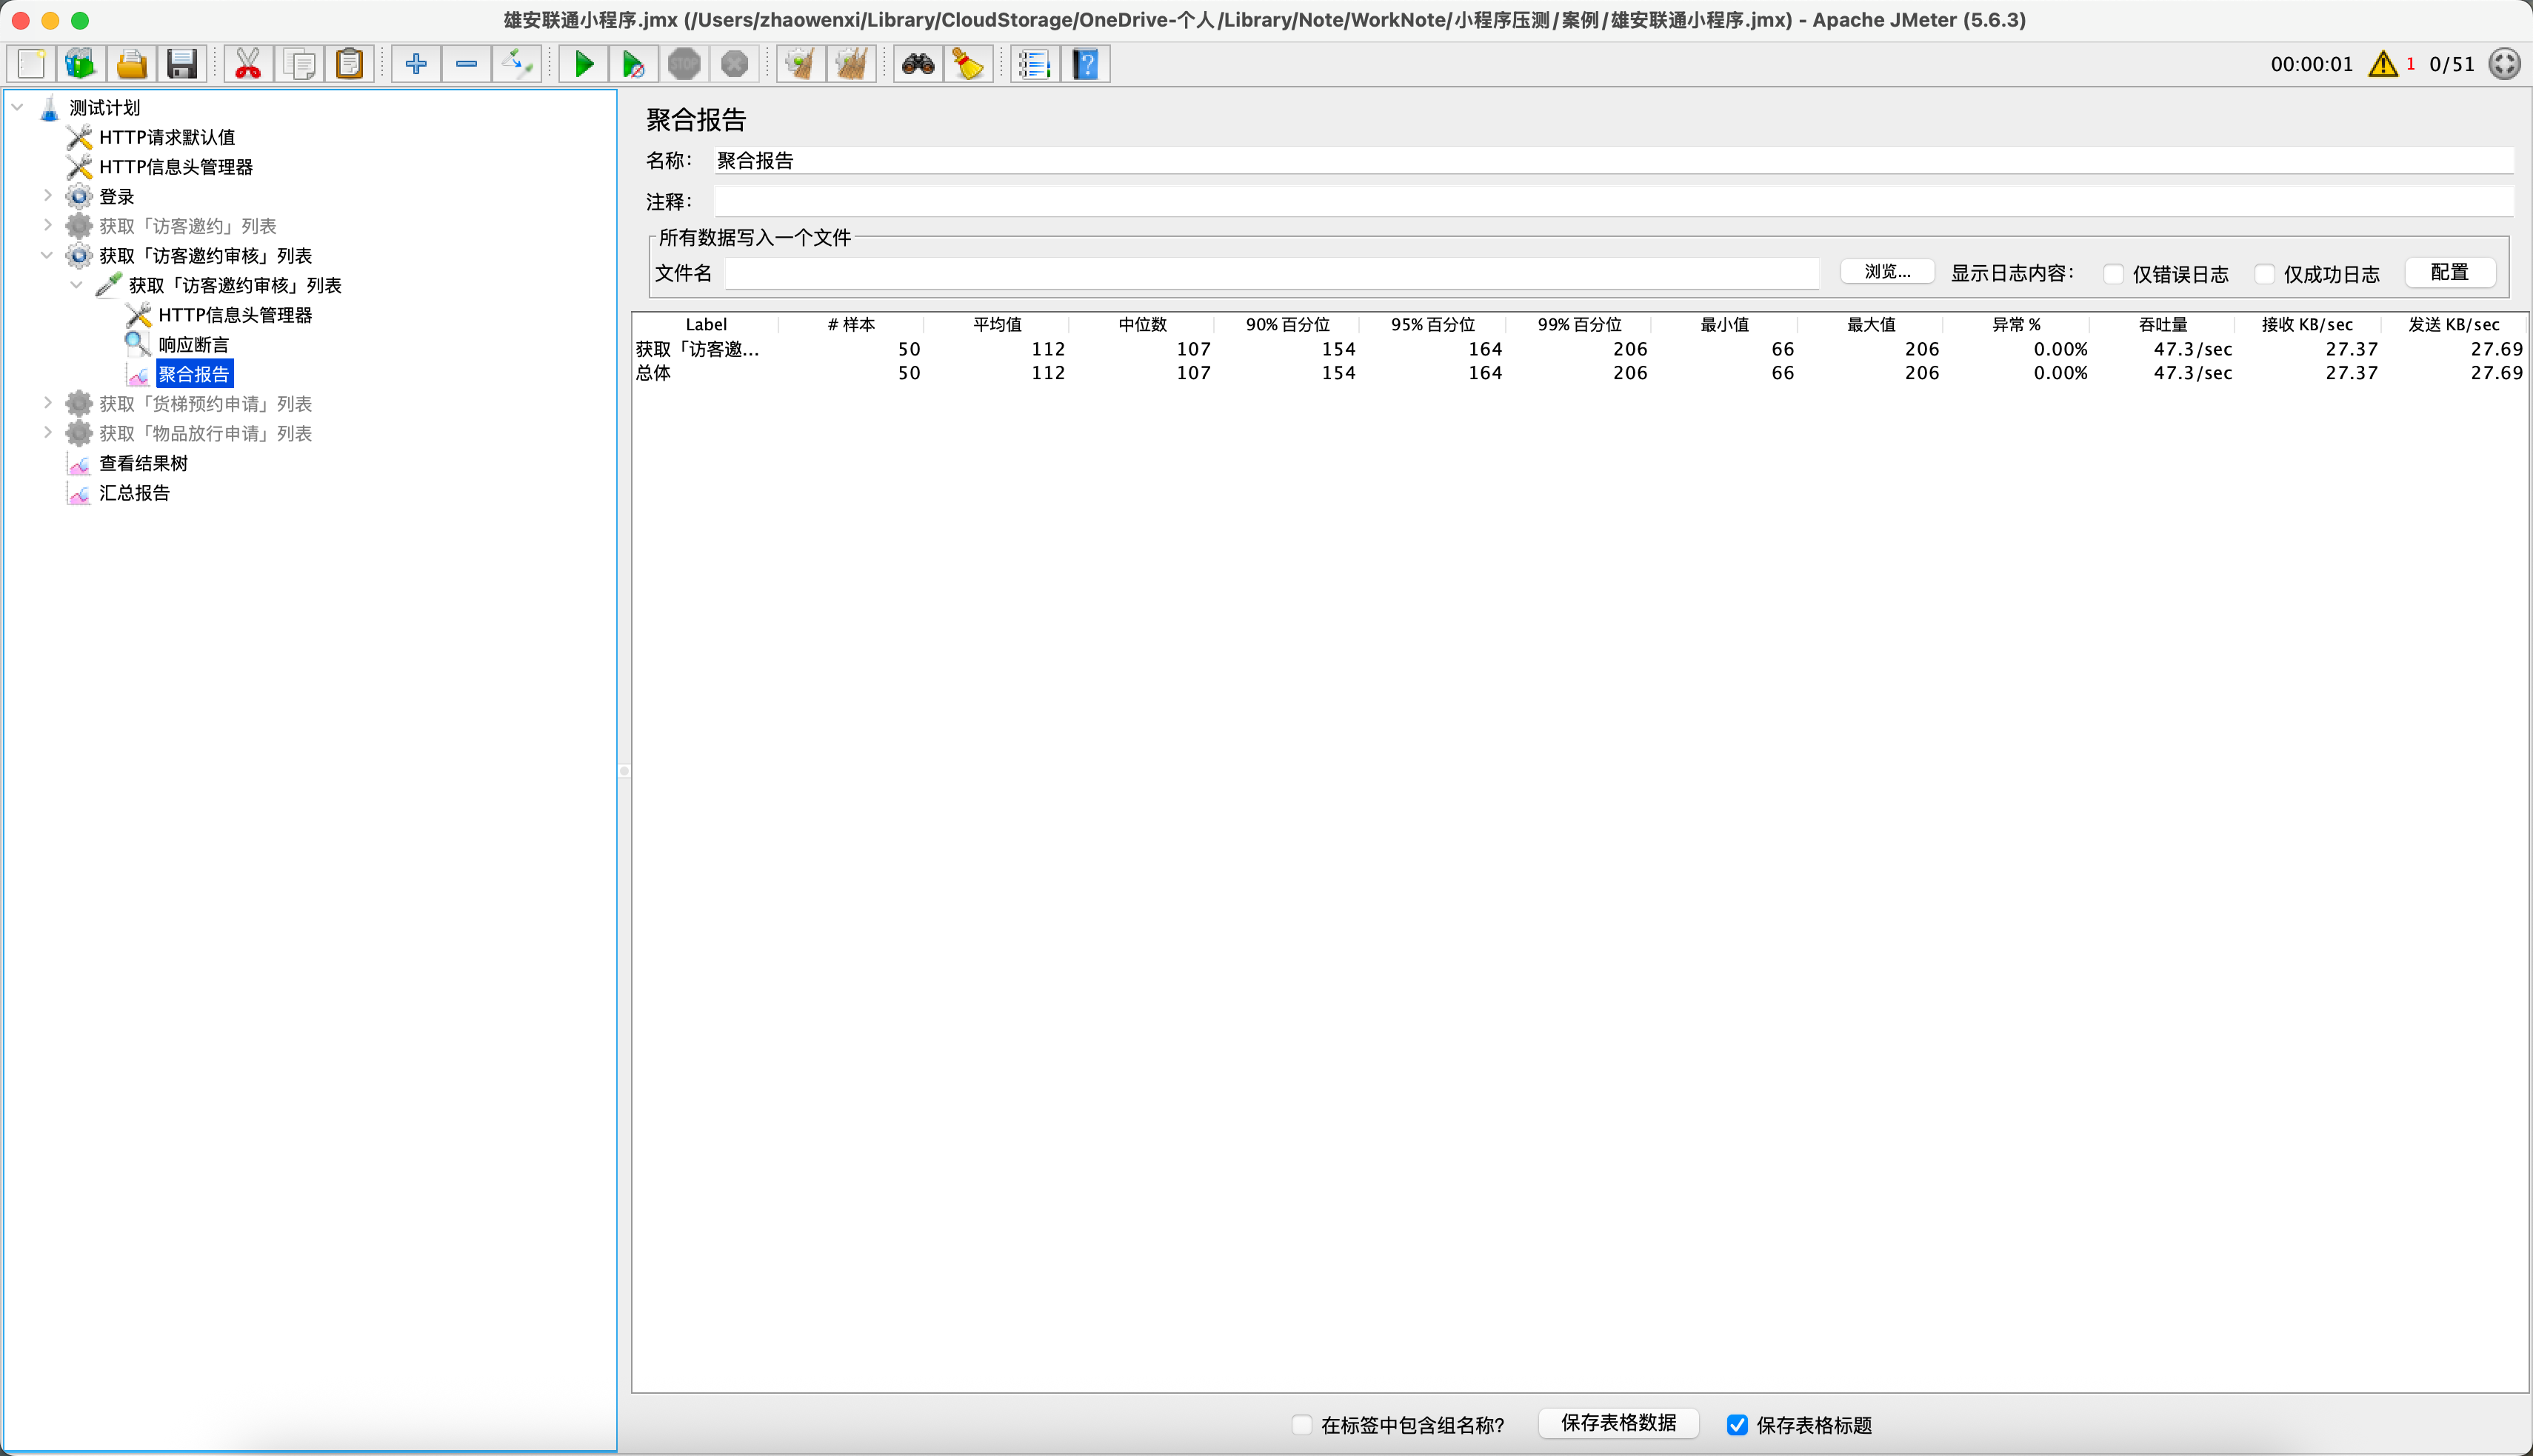 雄安联通小程序.jmx (/Users/zhaowenxi/Library/CloudStorage/OneDrive-个人/Library/Note/WorkNote/小程序压测/案例/雄安联通小程序.jmx) - Apache JMeter (5.6.3)
STOP
00:00:01 1 0/51
测试计划
HTTP请求默认值
HTTP信息头管理器
登录
获取「访客邀约」列表
获取「访客邀约审核」列表
获取「访客邀约审核」列表
HTTP信息头管理器
响应断言
聚合报告
获取「货梯预约申请」列表
获取「物品放行申请」列表
查看结果树
汇总报告
聚合报告
名称: 聚合报告
注释:
所有数据写入一个文件
文件名 浏览... 显示日志内容: 仅错误日志 仅成功日志 配置
Label # 样本 平均值 中位数 90% 百分位 95% 百分位 99% 百分位 最小值 最大值 异常 % 吞吐量 接收 KB/sec 发送 KB/sec
获取「访客邀... 50 112 107 154 164 206 66 206 0.00% 47.3/sec 27.37 27.69
总体 50 112 107 154 164 206 66 206 0.00% 47.3/sec 27.37 27.69
在标签中包含组名称? 保存表格数据 保存表格标题